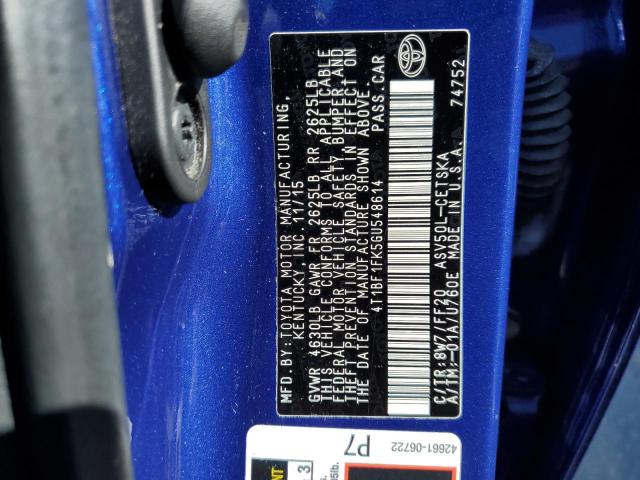 MFD.BY:TOYOTA MOTOR MANUFACTURING,
KENTUCKY, INC. 11/15
GVWR 4630LB GAWR FR 2625LB RR 2625LB
THIS VEHICLE CONFORMS TO ALL APPLICABLE
FEDERAL MOTOR VEHICLE SAFETY, BUMPER AND
THEFT PREVENTION STANDARDS IN EFFECT ON
THE DATE OF MANUFACTURE SHOWN ABOVE.
4T1BF1FK5GU548614 PASS.CAR
C/TR:8W7/FF20 ASV50L-CETSKA
A/TM:-01A/U760E MADE IN U.S.A.
74752
42661-06722
P7
3